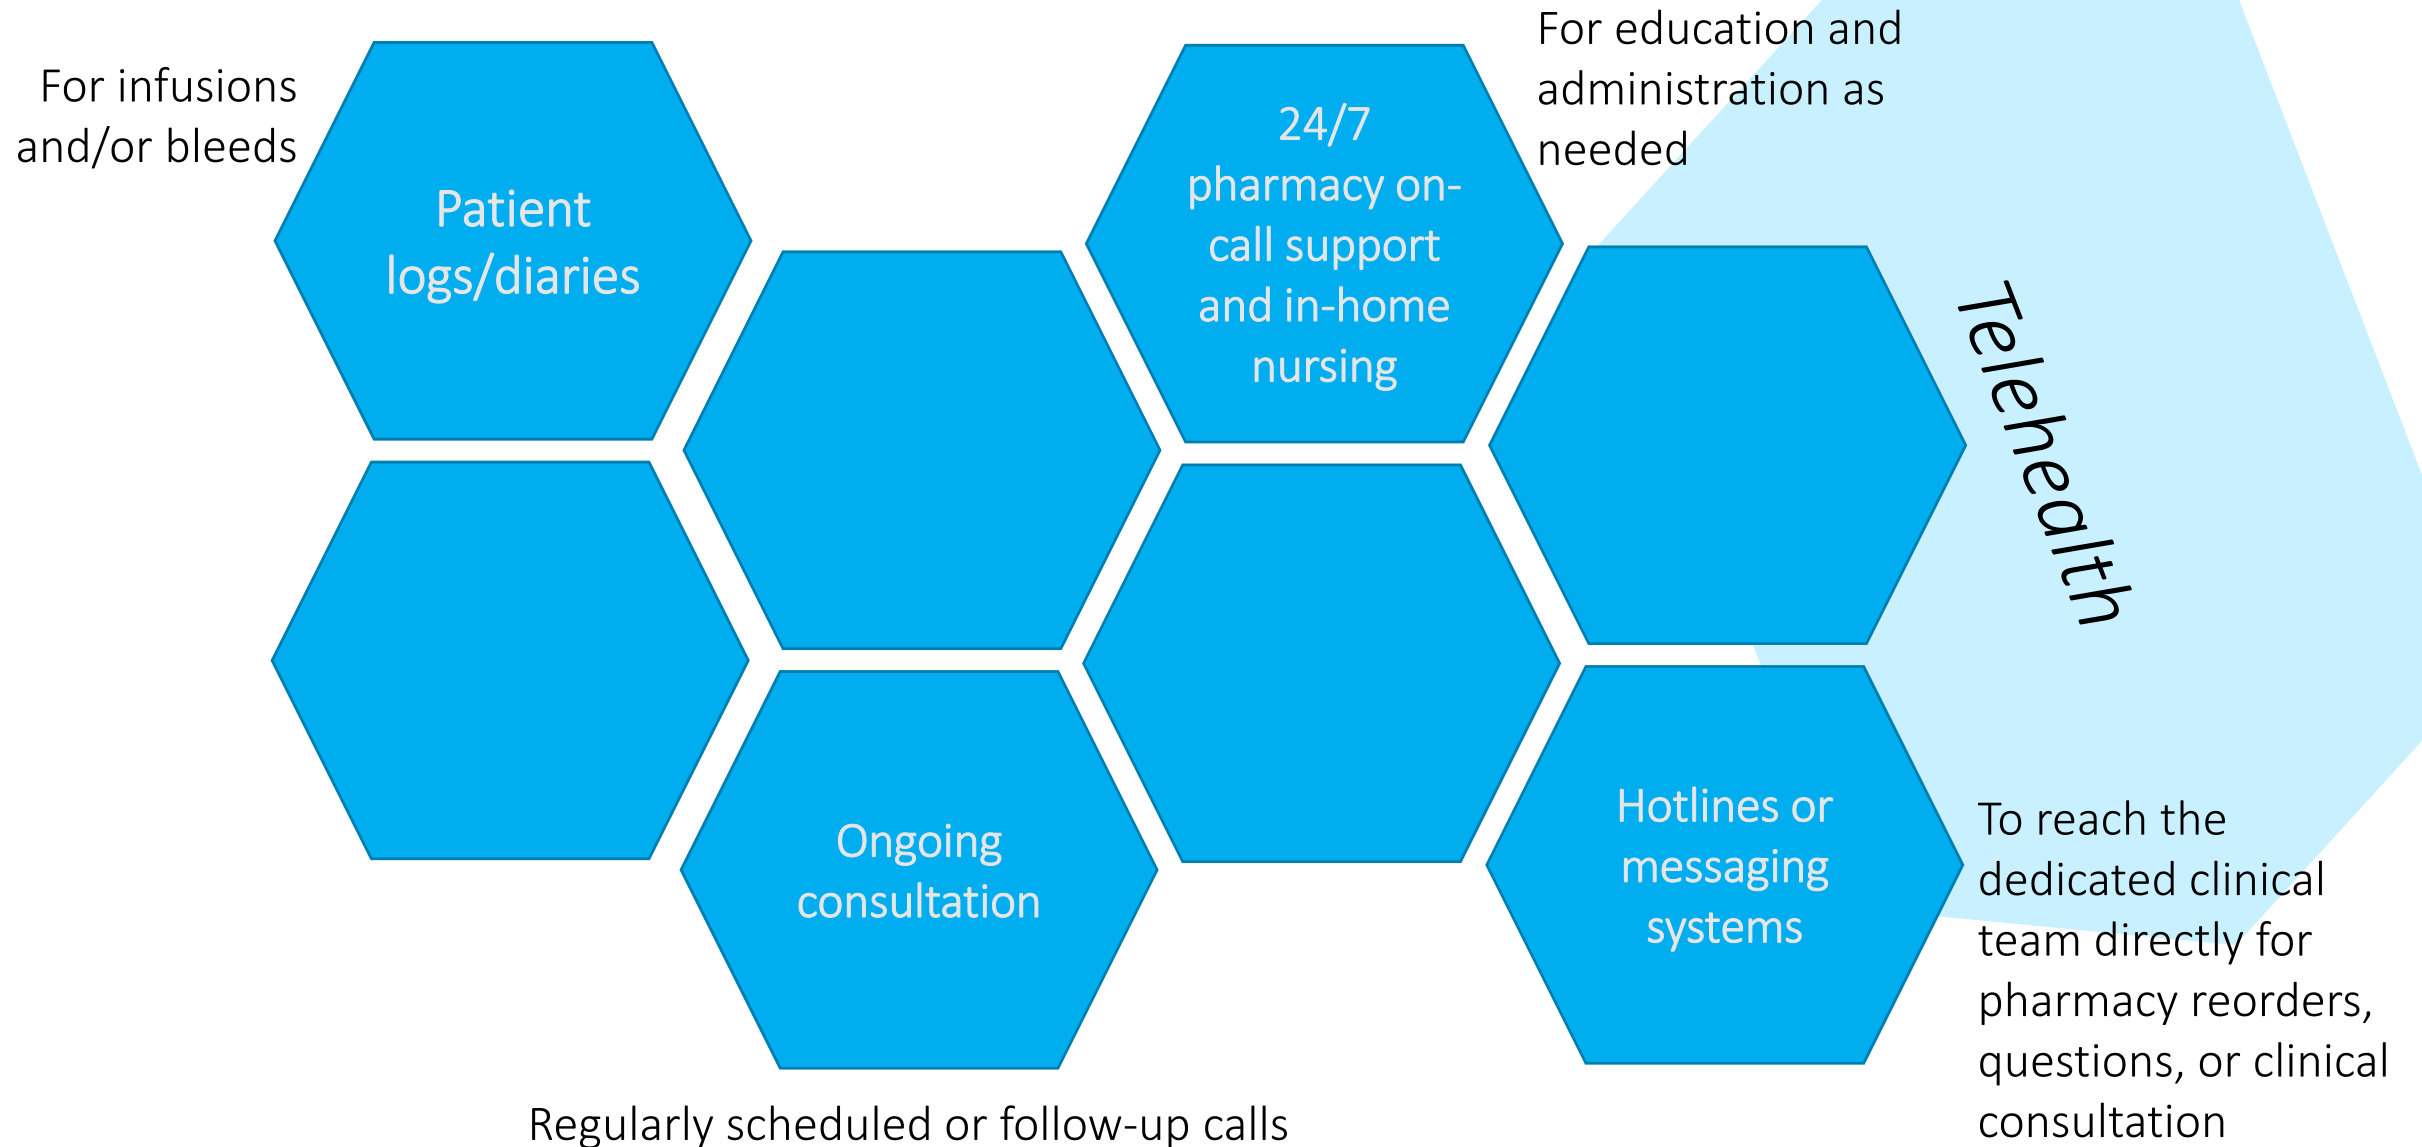 For infusions
and/or bleeds
Patient
logs/diaries
24/7
pharmacy on-
call support
and in-home
nursing
For education and
administration as
needed
Telehealth
Ongoing
consultation
Regularly scheduled or follow-up calls
Hotlines or
messaging
systems
To reach the
dedicated clinical
team directly for
pharmacy reorders,
questions, or clinical
consultation